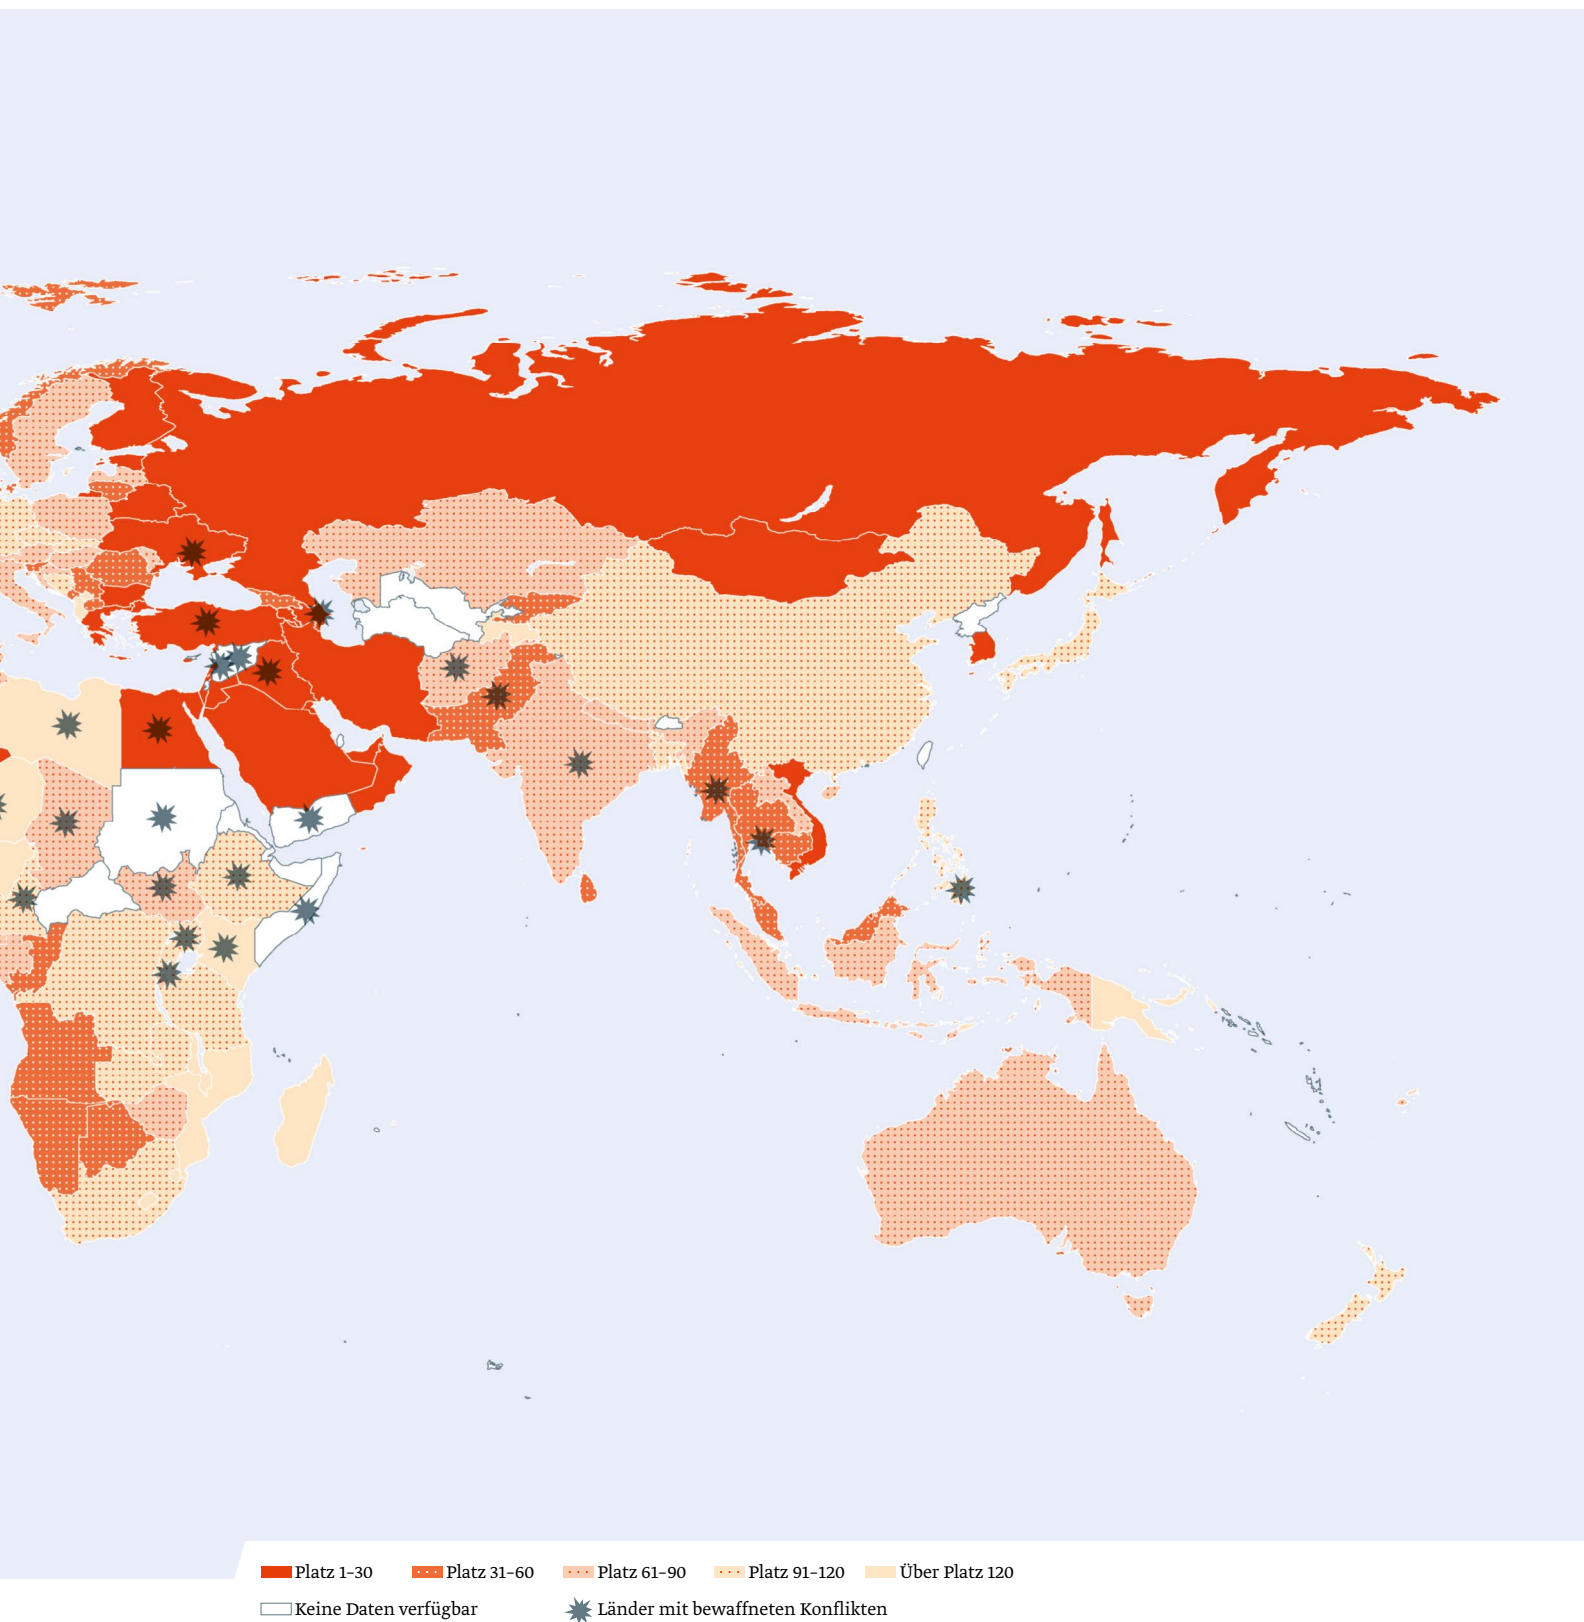 Platz 1–30 Platz 31–60 Platz 61–90 Platz 91–120 Über Platz 120
Keine Daten verfügbar Länder mit bewaffneten Konflikten